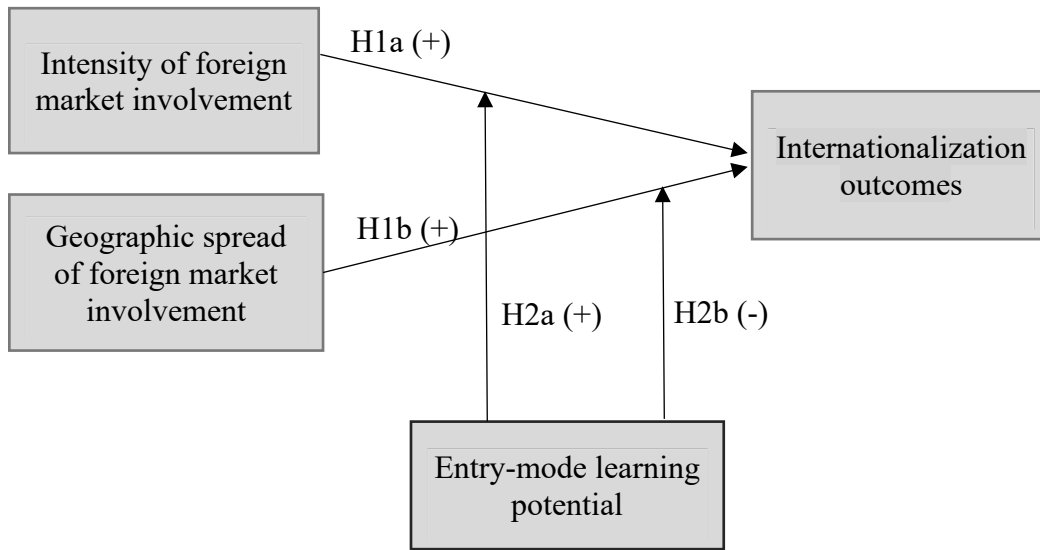 H1a (+)
Intensity of foreign
market involvement
Internationalization
outcomes
H1b (+)
Geographic spread
of foreign market
involvement
H2a (+)
H2b (-)
Entry-mode learning
potential